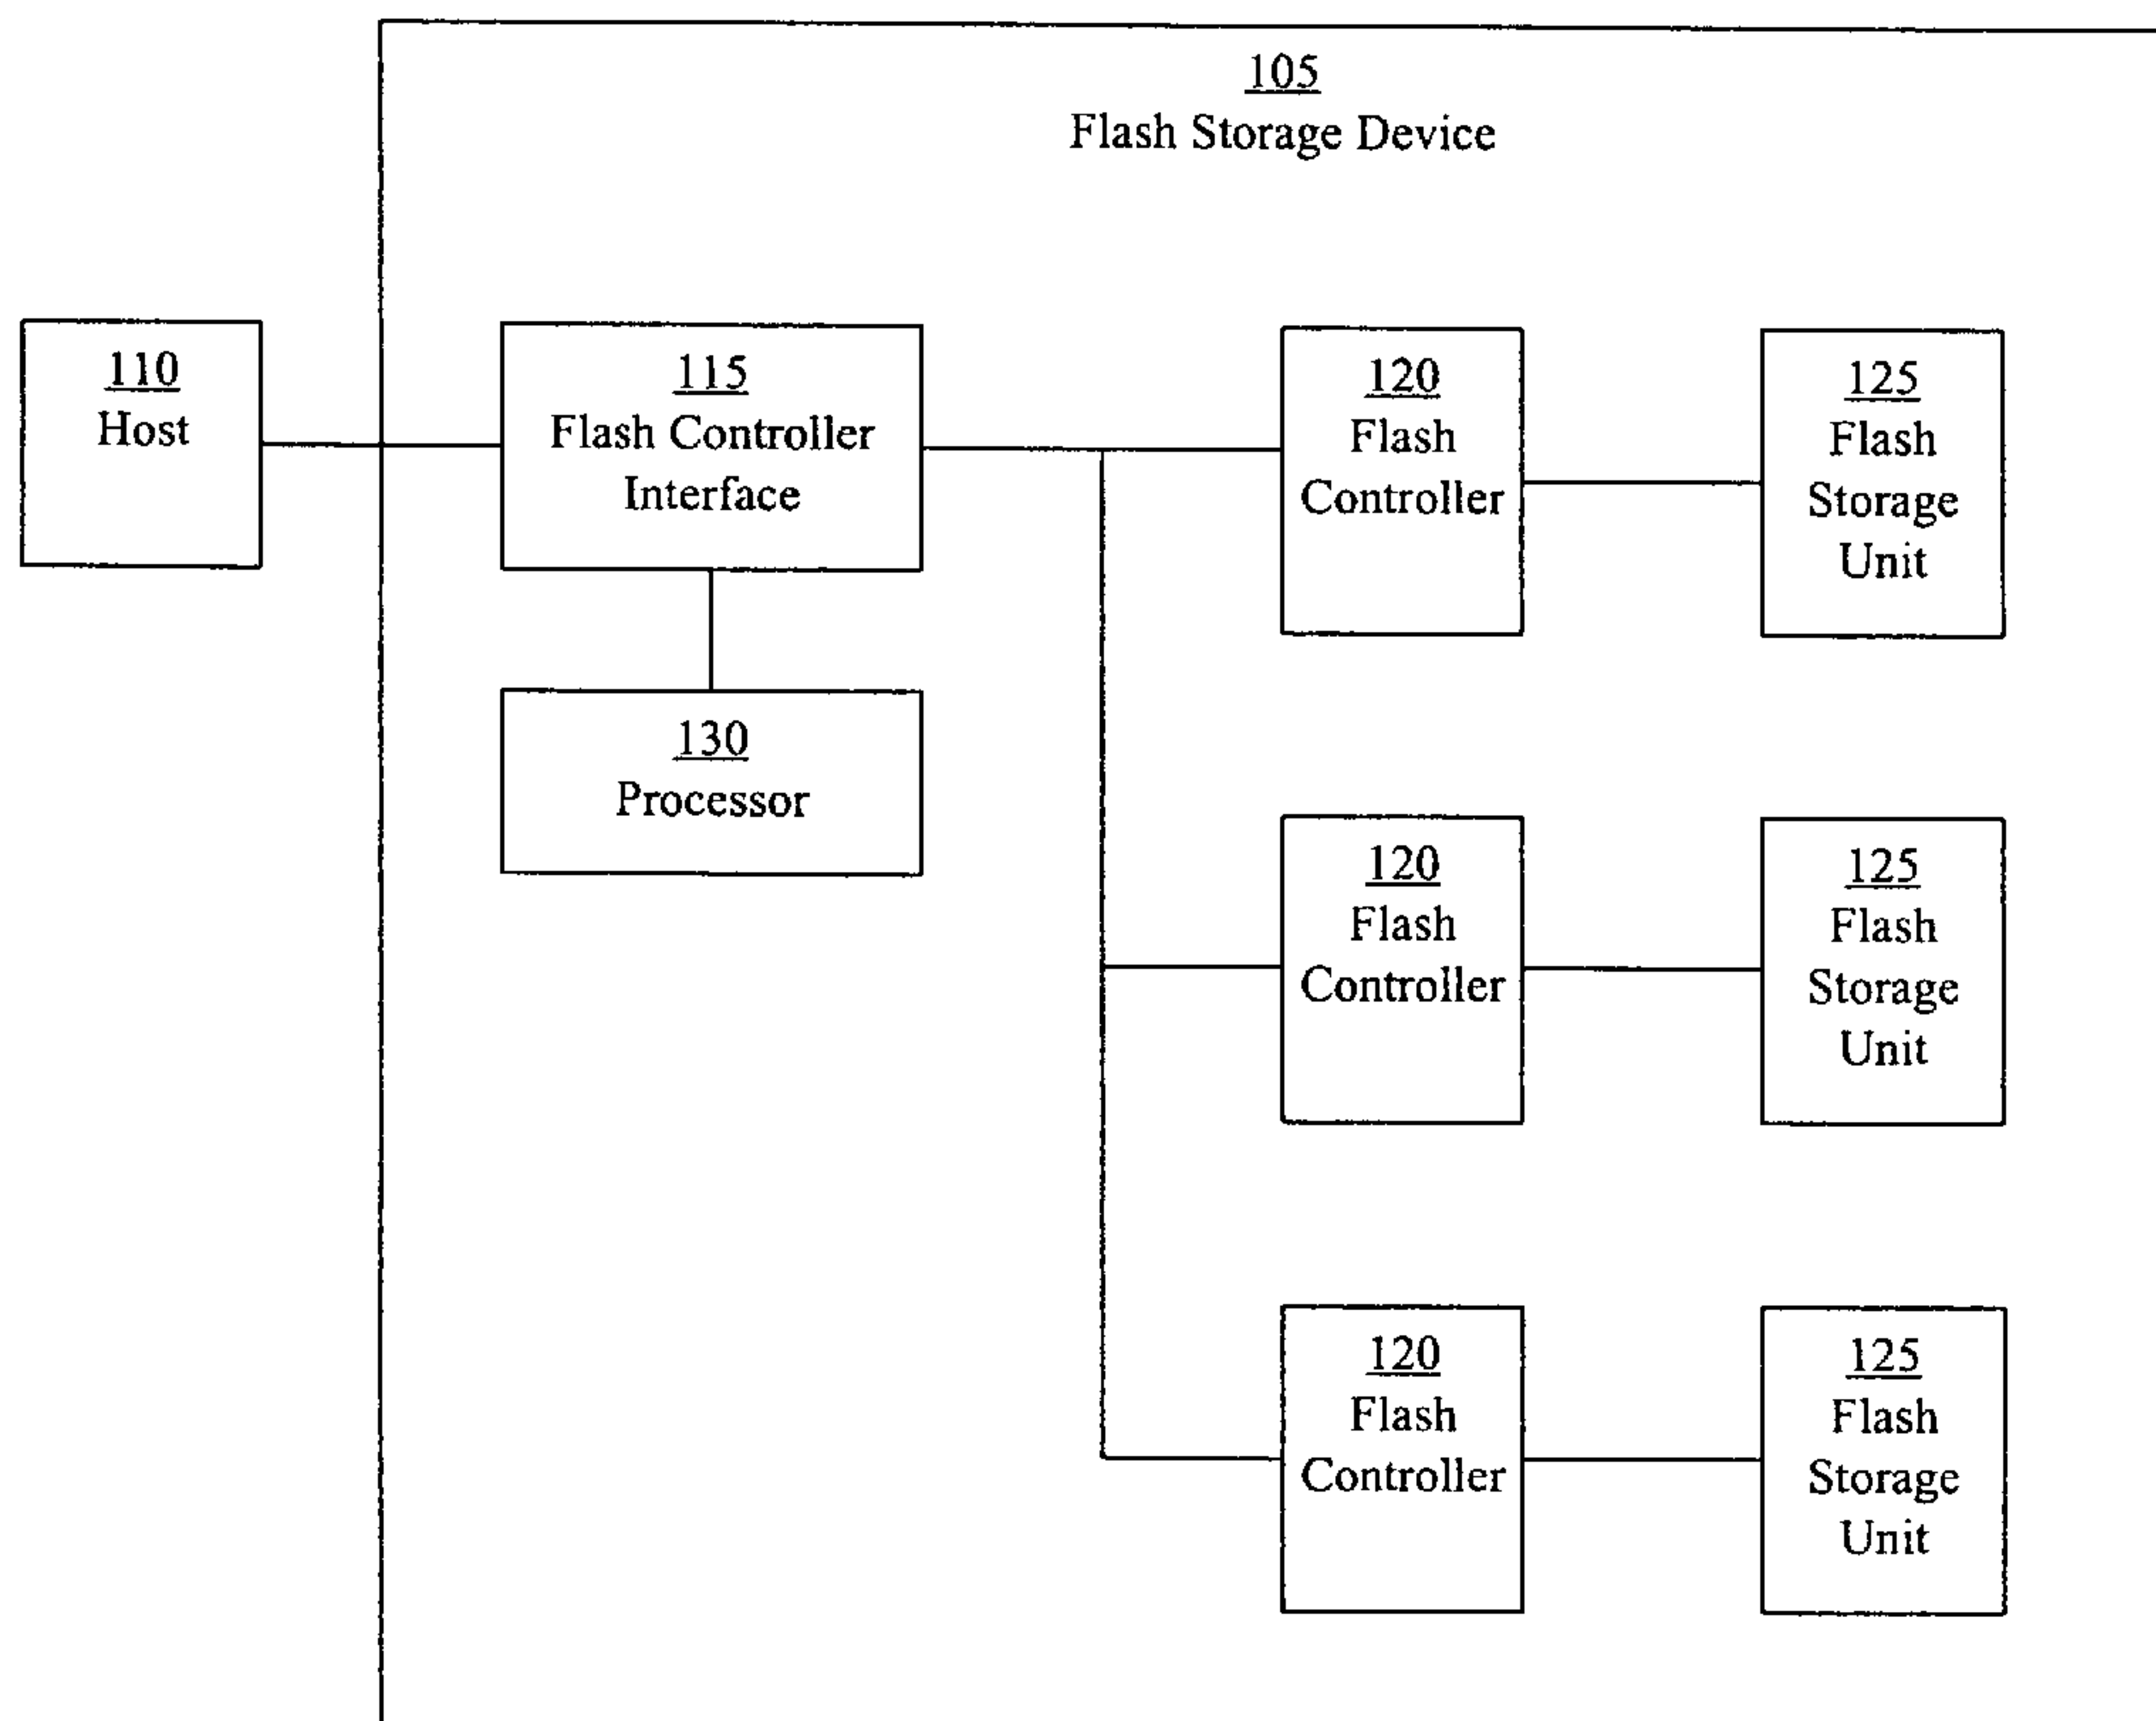 105
Flash Storage Device
110
Host
115
Flash Controller
Interface
120
Flash
Controller
125
Flash
Storage
Unit
130
Processor
120
Flash
Controller
125
Flash
Storage
Unit
120
Flash
Controller
125
Flash
Storage
Unit